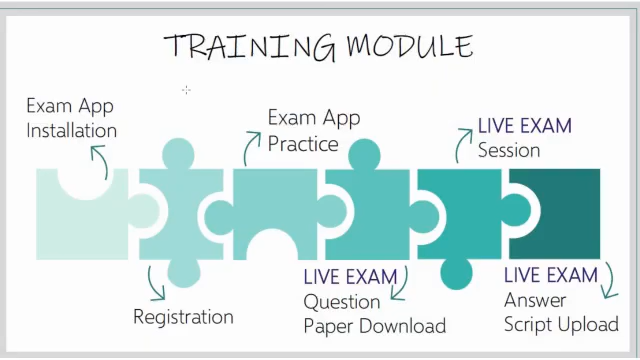 TRAINING MODULE
Exam App
Installation
Registration
Exam App
Practice
LIVE EXAM
Question
Paper Download
LIVE EXAM
Session
LIVE EXAM
Answer
Script Upload